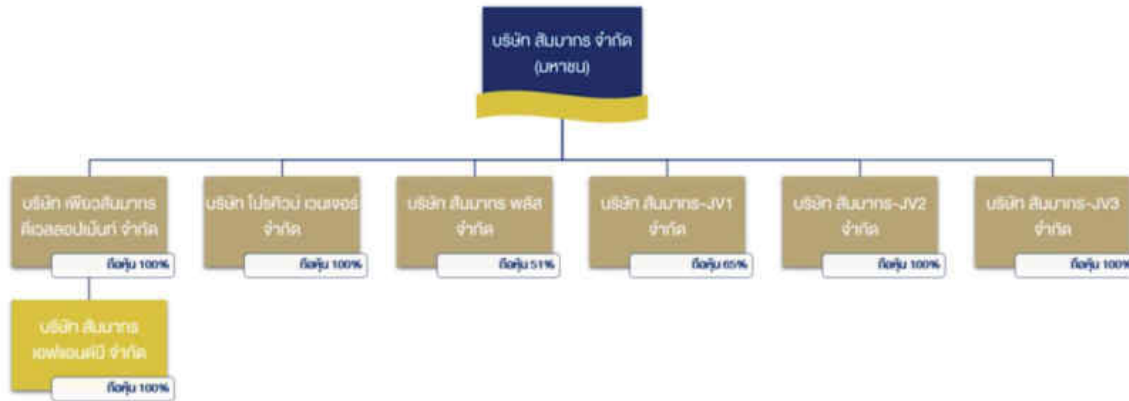 บริษัท สัมมากร จำกัด
(มหาชน)
บริษัท เพียวสัมมากร
ดีเวลลอปเม้นท์ จำกัด
ถือหุ้น 100%
บริษัท โปรศิวน์ เวนเจอร์
จำกัด
ถือหุ้น 100%
บริษัท สัมมากร พลัส
จำกัด
ถือหุ้น 51%
บริษัท สัมมากร-JV1
จำกัด
ถือหุ้น 65%
บริษัท สัมมากร-JV2
จำกัด
ถือหุ้น 100%
บริษัท สัมมากร-JV3
จำกัด
ถือหุ้น 100%
บริษัท สัมมากร
เอฟแอนด์บี จำกัด
ถือหุ้น 100%